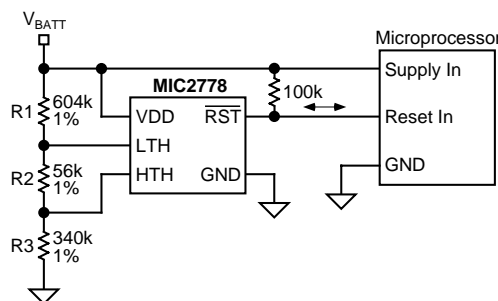 VBATT
Microprocessor
MIC2778
Supply In
100k
R1 604k 1%
VDD
RST
Reset In
LTH
R2 56k 1%
HTH
GND
GND
R3 340k 1%